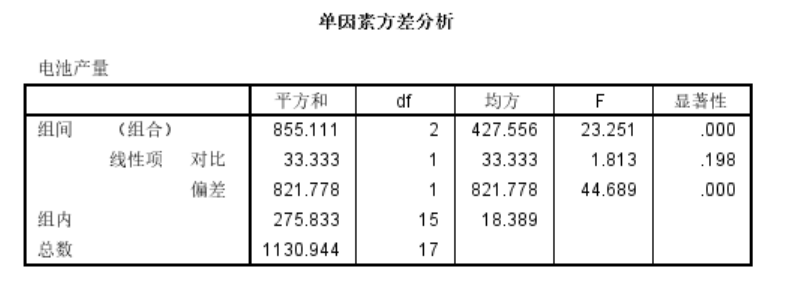 单因素方差分析
电池产量
平方和 df 均方 F 显著性
组间 （组合） 855.111 2 427.556 23.251 .000
线性项 对比 33.333 1 33.333 1.813 .198
偏差 821.778 1 821.778 44.689 .000
组内 275.833 15 18.389
总数 1130.944 17